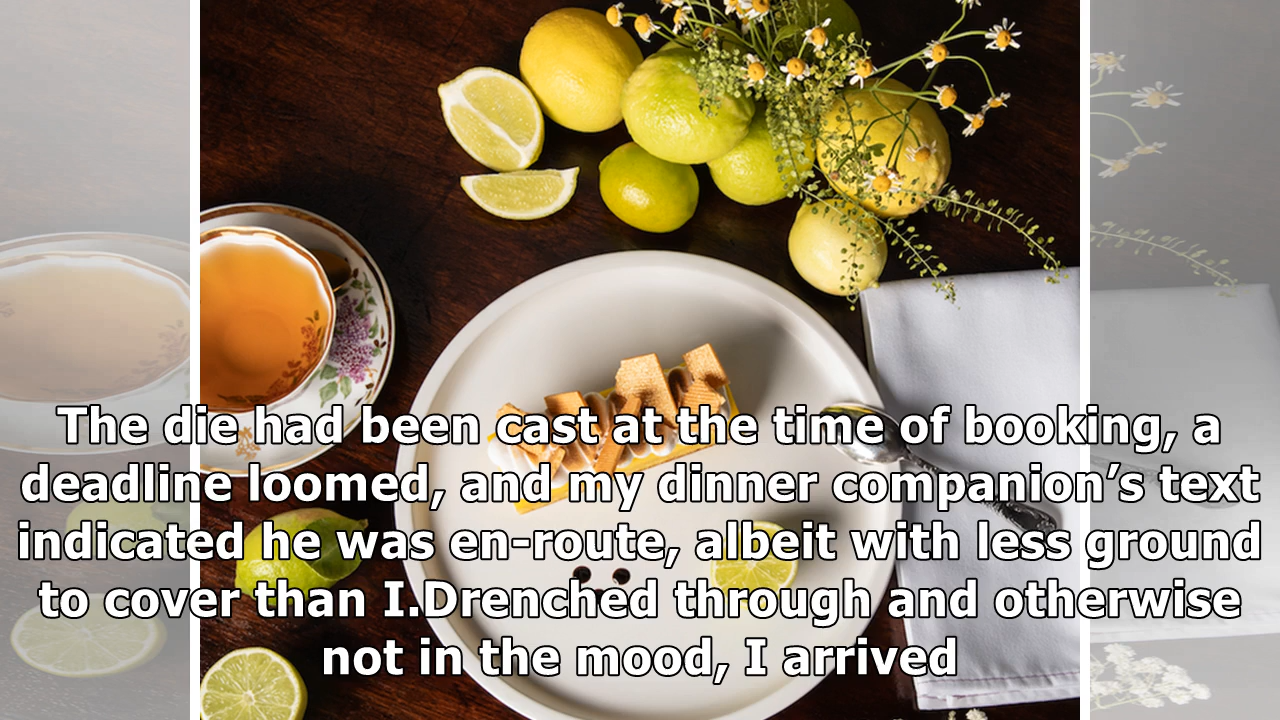 The die had been cast at the time of booking, a
deadline loomed, and my dinner companion’s text
indicated he was en-route, albeit with less ground
to cover than I.Drenched through and otherwise
not in the mood, I arrived